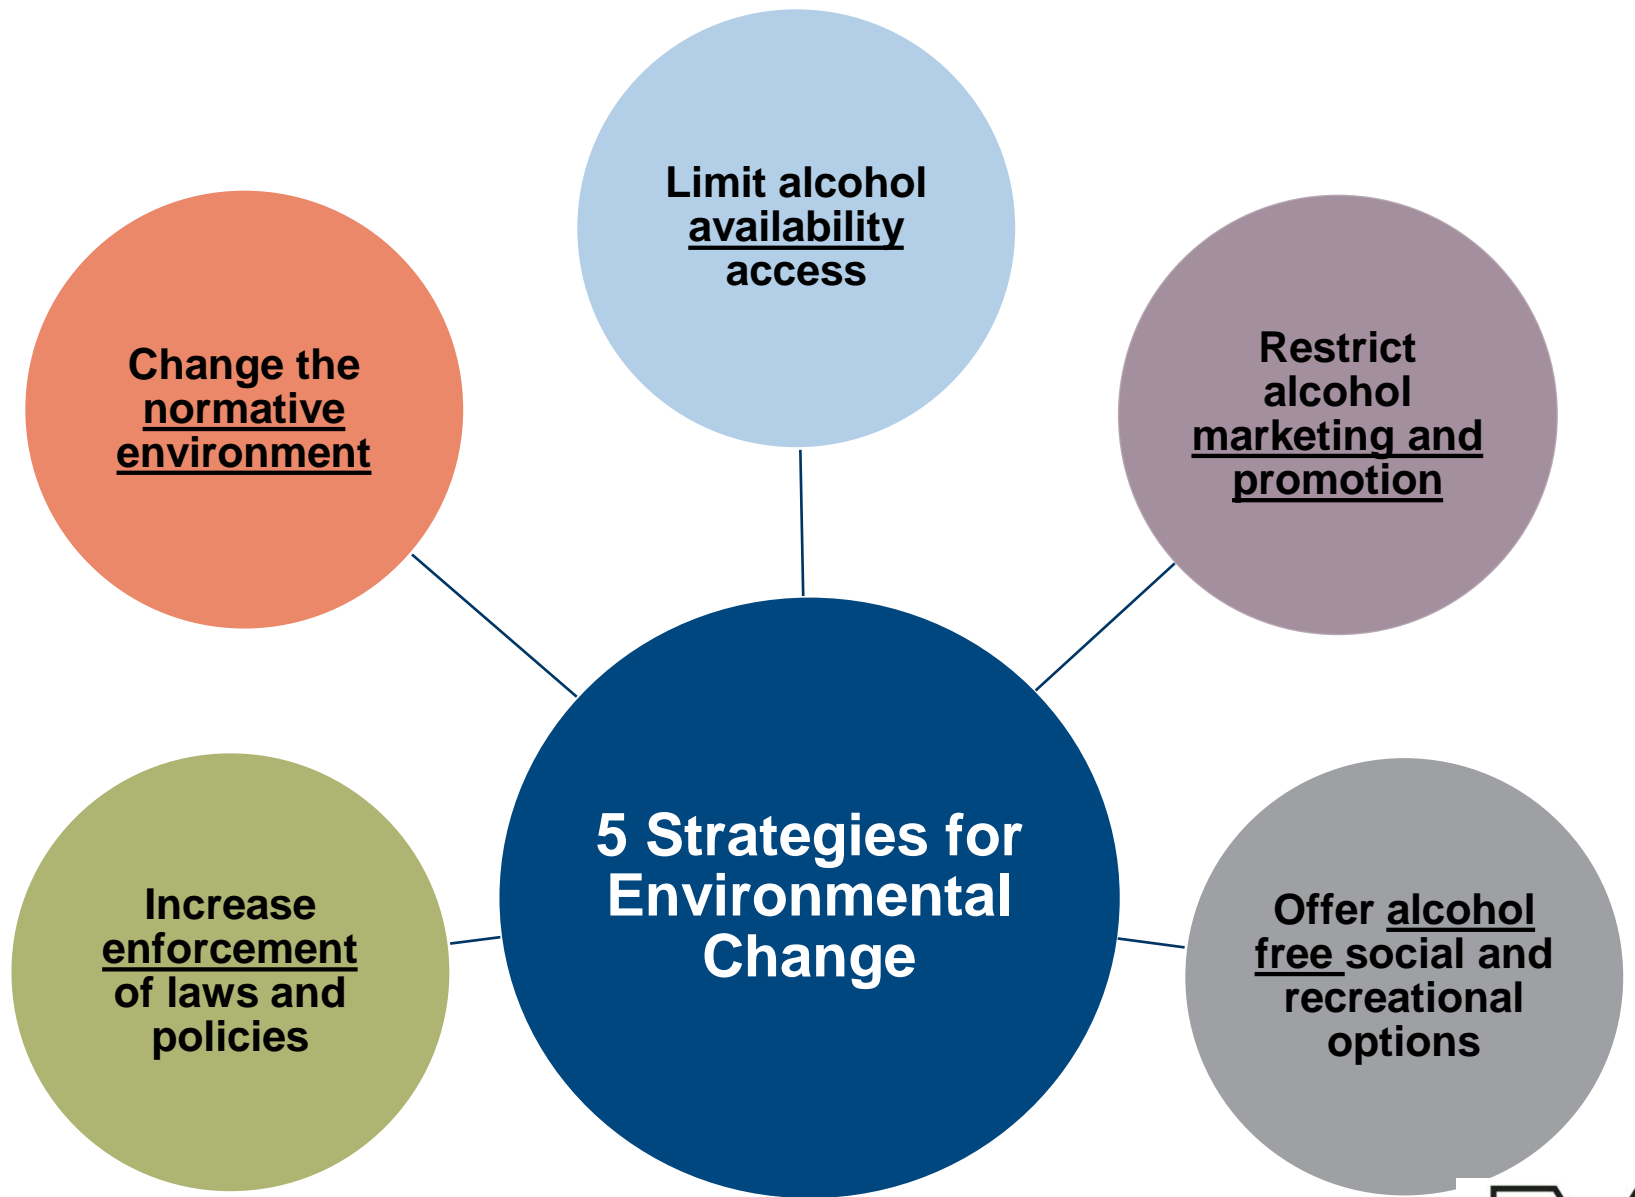 Limit alcohol
availability
access
Change the
normative
environment
Restrict
alcohol
marketing and
promotion
5 Strategies for
Environmental
Change
Increase
enforcement
of laws and
policies
Offer alcohol
free social and
recreational
options